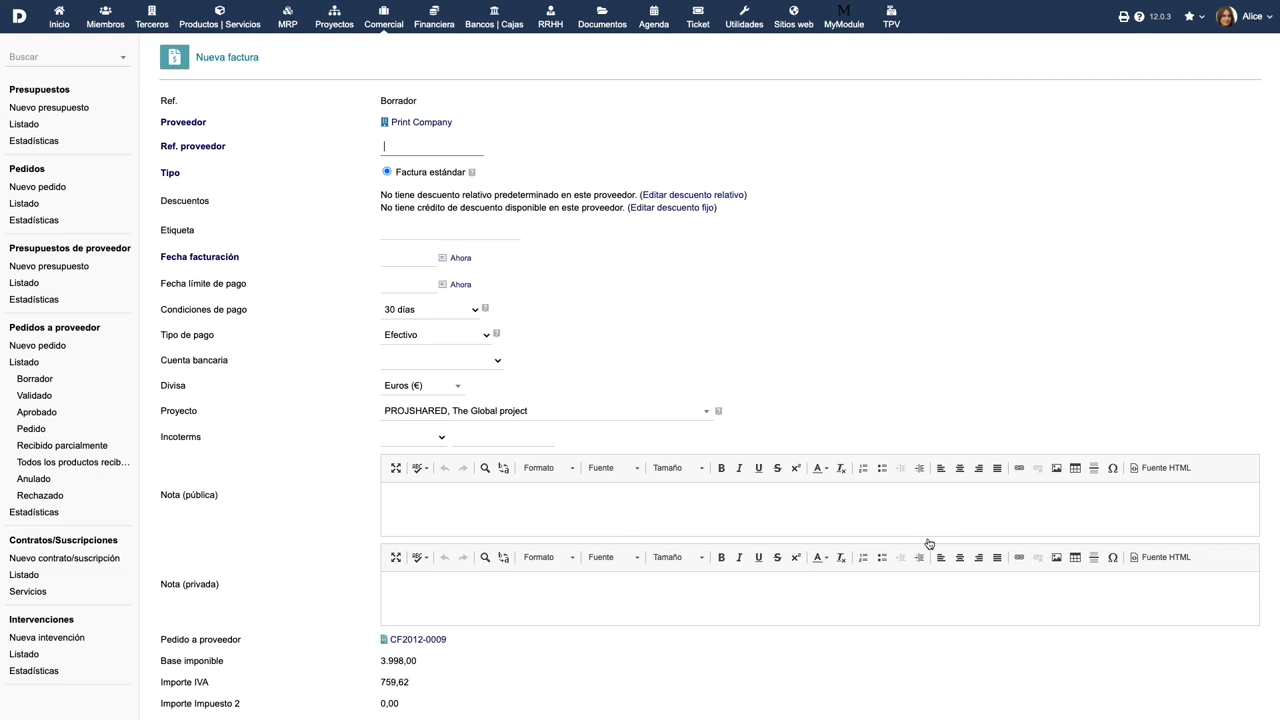 D
Inicio
Miembros
Terceros
Productos | Servicios
MRP
Proyectos
Comercial
Financiera
Bancos | Cajas
RRHH
Documentos
Agenda
Ticket
Utilidades
Sitios web
M
MyModule
TPV
12.0.3
Alice
Buscar
Presupuestos
Nuevo presupuesto
Listado
Estadísticas
Pedidos
Nuevo pedido
Listado
Estadísticas
Presupuestos de proveedor
Nuevo presupuesto
Listado
Estadísticas
Pedidos a proveedor
Nuevo pedido
Listado
Borrador
Validado
Aprobado
Pedido
Recibido parcialmente
Todos los productos recib...
Anulado
Rechazado
Estadísticas
Contratos/Suscripciones
Nuevo contrato/suscripción
Listado
Servicios
Intervenciones
Nueva intevención
Listado
Estadísticas
Nueva factura
Ref. Borrador
Proveedor Print Company
Ref. proveedor
Tipo Factura estándar
Descuentos
No tiene descuento relativo predeterminado en este proveedor. (Editar descuento relativo)
No tiene crédito de descuento disponible en este proveedor. (Editar descuento fijo)
Etiqueta
Fecha facturación Ahora
Fecha límite de pago Ahora
Condiciones de pago 30 días
Tipo de pago Efectivo
Cuenta bancaria
Divisa Euros (€)
Proyecto PROJSHARED, The Global project
Incoterms
Formato Fuente Tamaño B I U S x² A Ix Ω Fuente HTML
Nota (pública)
Formato Fuente Tamaño B I U S x² A Ix Ω Fuente HTML
Nota (privada)
Pedido a proveedor CF2012-0009
Base imponible 3.998,00
Importe IVA 759,62
Importe Impuesto 2 0,00